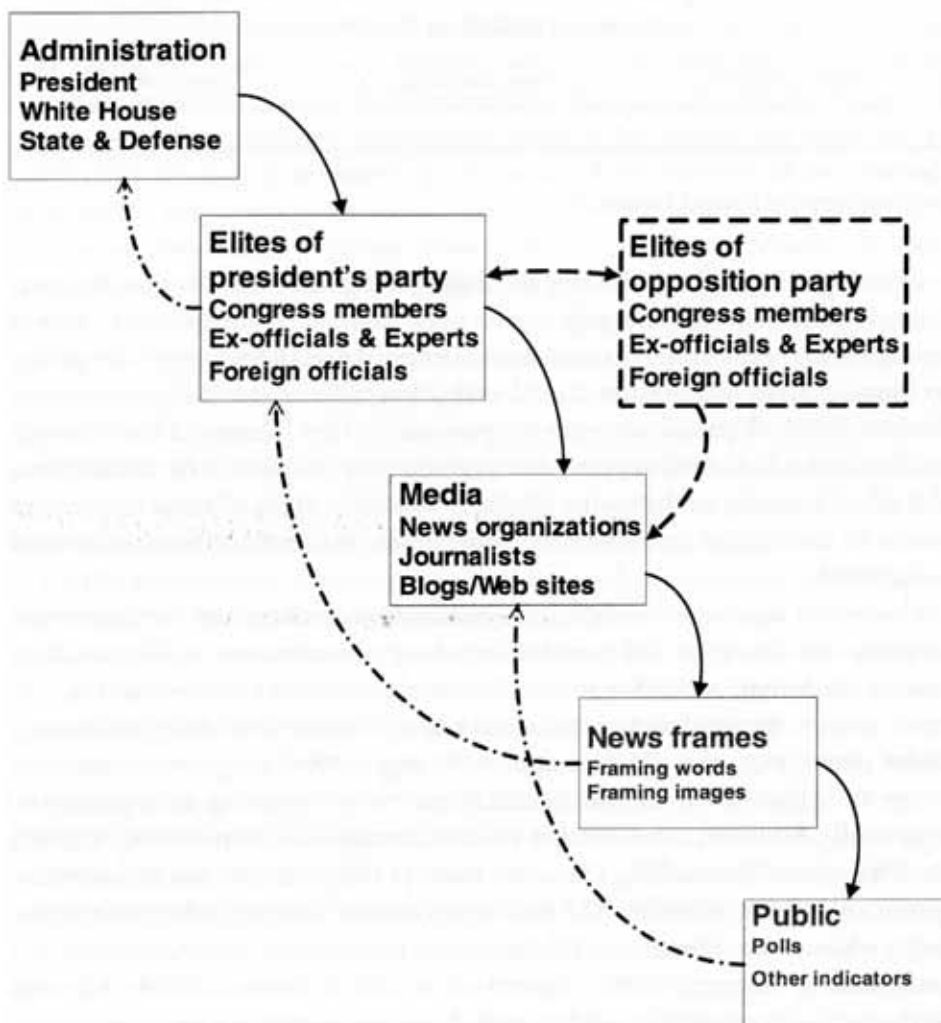 Administration
President
White House
State & Defense
Elites of
president's party
Congress members
Ex-officials & Experts
Foreign officials
Elites of
opposition party
Congress members
Ex-officials & Experts
Foreign officials
Media
News organizations
Journalists
Blogs/Web sites
News frames
Framing words
Framing images
Public
Polls
Other indicators